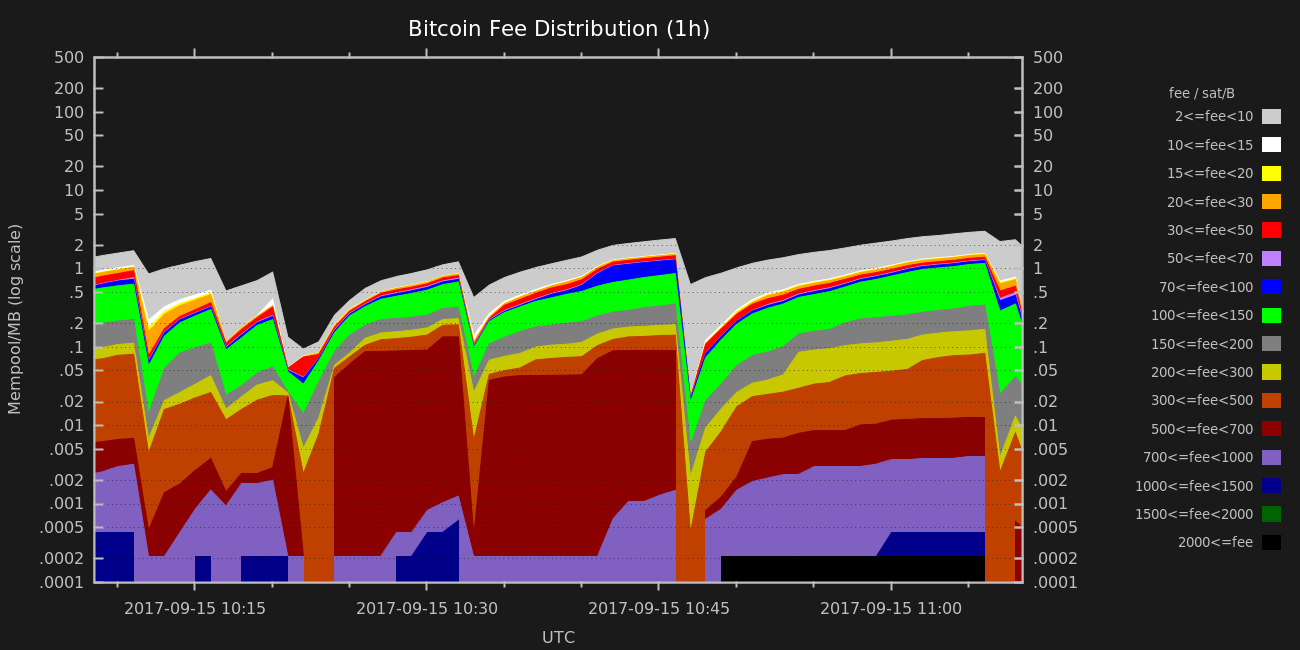 Bitcoin Fee Distribution (1h)
Mempool/MB (log scale)
500
200
100
50
20
10
5
2
1
.5
.2
.1
.05
.02
.01
.005
.002
.001
.0005
.0002
.0001
500
200
100
50
20
10
5
2
1
.5
.2
.1
.05
.02
.01
.005
.002
.001
.0005
.0002
.0001
2017-09-15 10:15
2017-09-15 10:30
2017-09-15 10:45
2017-09-15 11:00
UTC
fee / sat/B
2<=fee<10
10<=fee<15
15<=fee<20
20<=fee<30
30<=fee<50
50<=fee<70
70<=fee<100
100<=fee<150
150<=fee<200
200<=fee<300
300<=fee<500
500<=fee<700
700<=fee<1000
1000<=fee<1500
1500<=fee<2000
2000<=fee